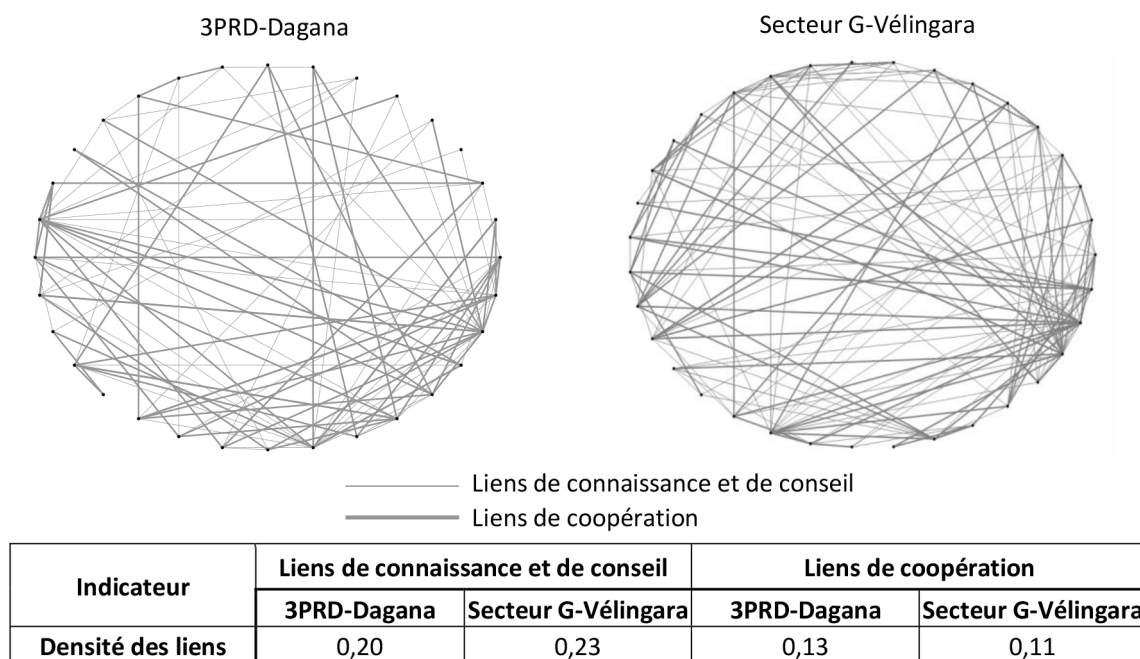 3PRD-Dagana
Secteur G-Vélingara
Liens de connaissance et de conseil
Liens de coopération
Indicateur
Liens de connaissance et de conseil
Liens de coopération
3PRD-Dagana
Secteur G-Vélingara
3PRD-Dagana
Secteur G-Vélingara
Densité des liens
0,20
0,23
0,13
0,11